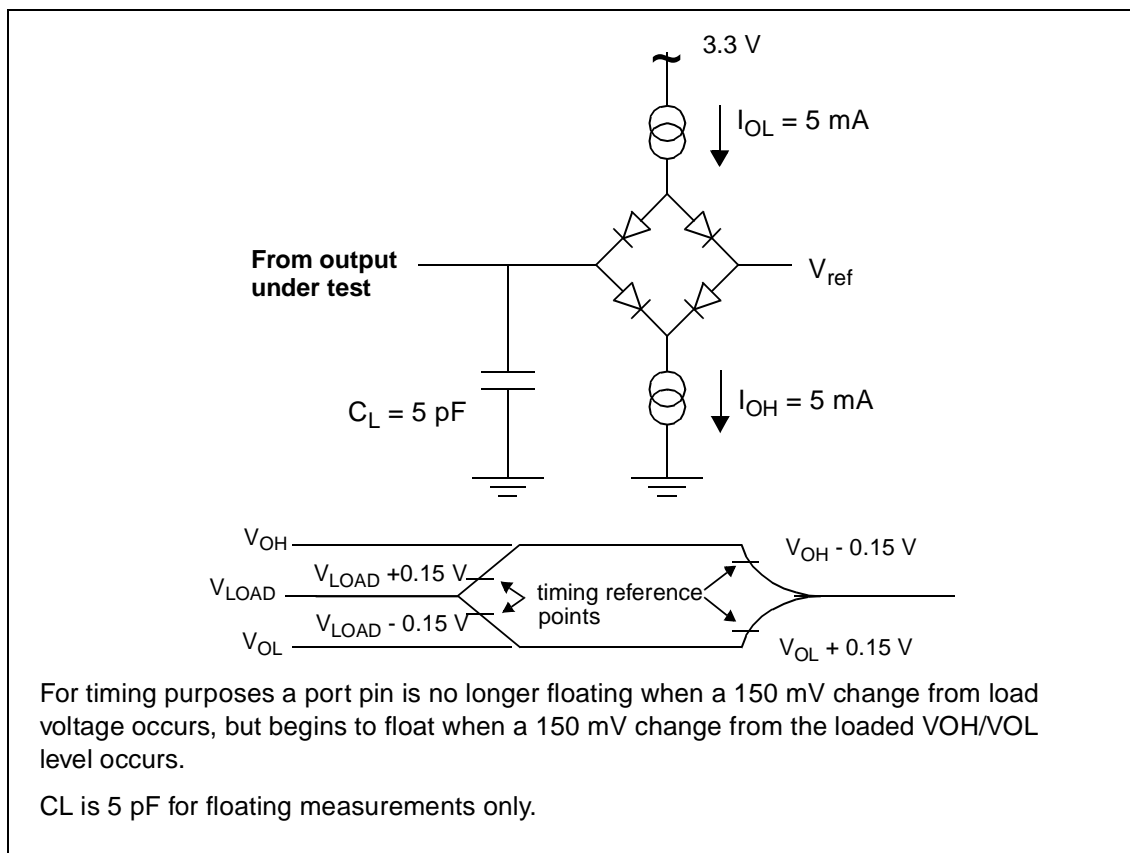 3.3 V
I_OL = 5 mA
From output
under test
V_ref
C_L = 5 pF
I_OH = 5 mA
V_OH
V_OH - 0.15 V
V_LOAD +0.15 V
V_LOAD
timing reference
points
V_LOAD - 0.15 V
V_OL
V_OL + 0.15 V
For timing purposes a port pin is no longer floating when a 150 mV change from load
voltage occurs, but begins to float when a 150 mV change from the loaded VOH/VOL
level occurs.
CL is 5 pF for floating measurements only.